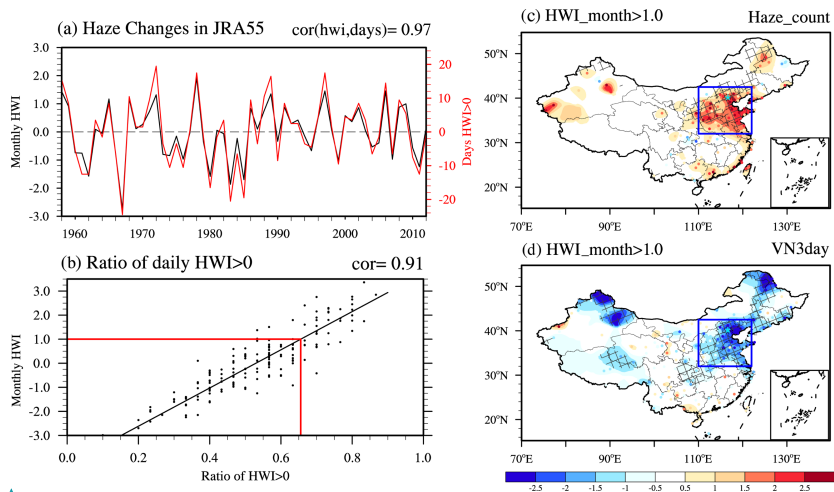 (a) Haze Changes in JRA55 cor(hwi,days)= 0.97
3.0
2.0
1.0
0.0
-1.0
-2.0
-3.0
Monthly HWI
20
10
0
-10
-20
Days HWI>0
1960 1970 1980 1990 2000 2010
(b) Ratio of daily HWI>0 cor= 0.91
3.0
2.0
1.0
0.0
-1.0
-2.0
-3.0
Monthly HWI
0.0 0.2 0.4 0.6 0.8 1.0
Ratio of HWI>0
(c) HWI_month>1.0 Haze_count
50°N
40°N
30°N
20°N
70°E 90°E 110°E 130°E
(d) HWI_month>1.0 VN3day
50°N
40°N
30°N
20°N
70°E 90°E 110°E 130°E
-2.5 -2 -1.5 -1 -0.5 0.5 1 1.5 2 2.5